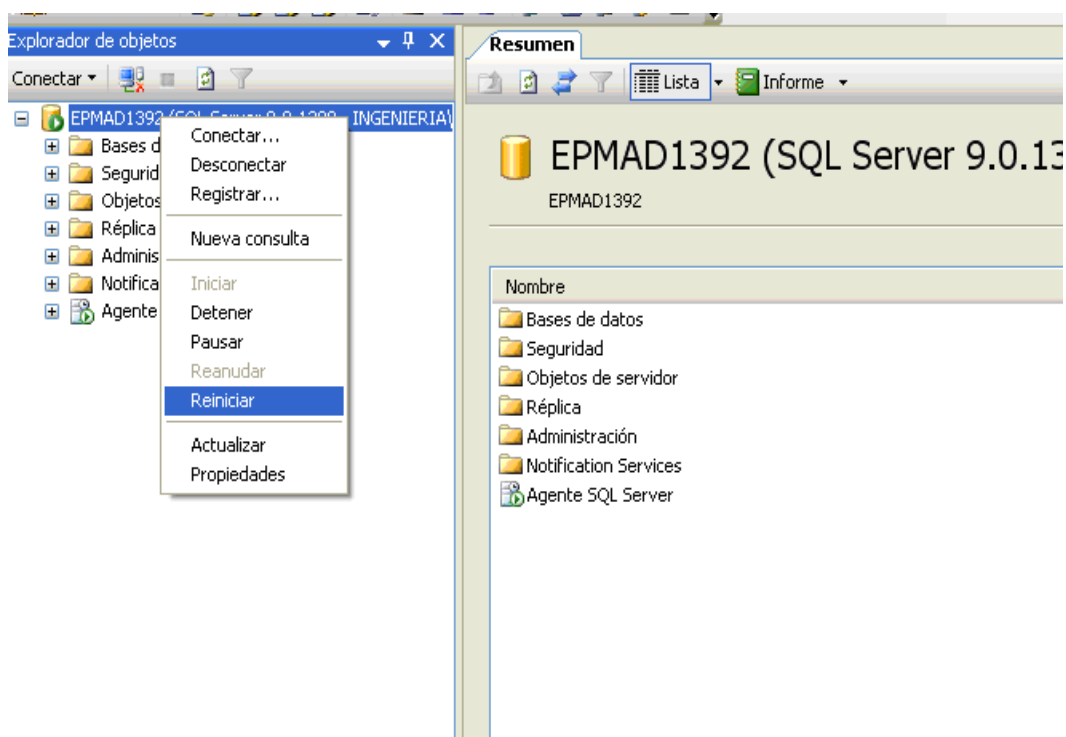 Explorador de objetos
Conectar
EPMAD1392 INGENIERIA\
Bases d
Segurid
Objetos
Réplica
Adminis
Notifica
Agente
Conectar...
Desconectar
Registrar...
Nueva consulta
Iniciar
Detener
Pausar
Reanudar
Reiniciar
Actualizar
Propiedades
Resumen
Lista
Informe
EPMAD1392 (SQL Server 9.0.13
EPMAD1392
Nombre
Bases de datos
Seguridad
Objetos de servidor
Réplica
Administración
Notification Services
Agente SQL Server